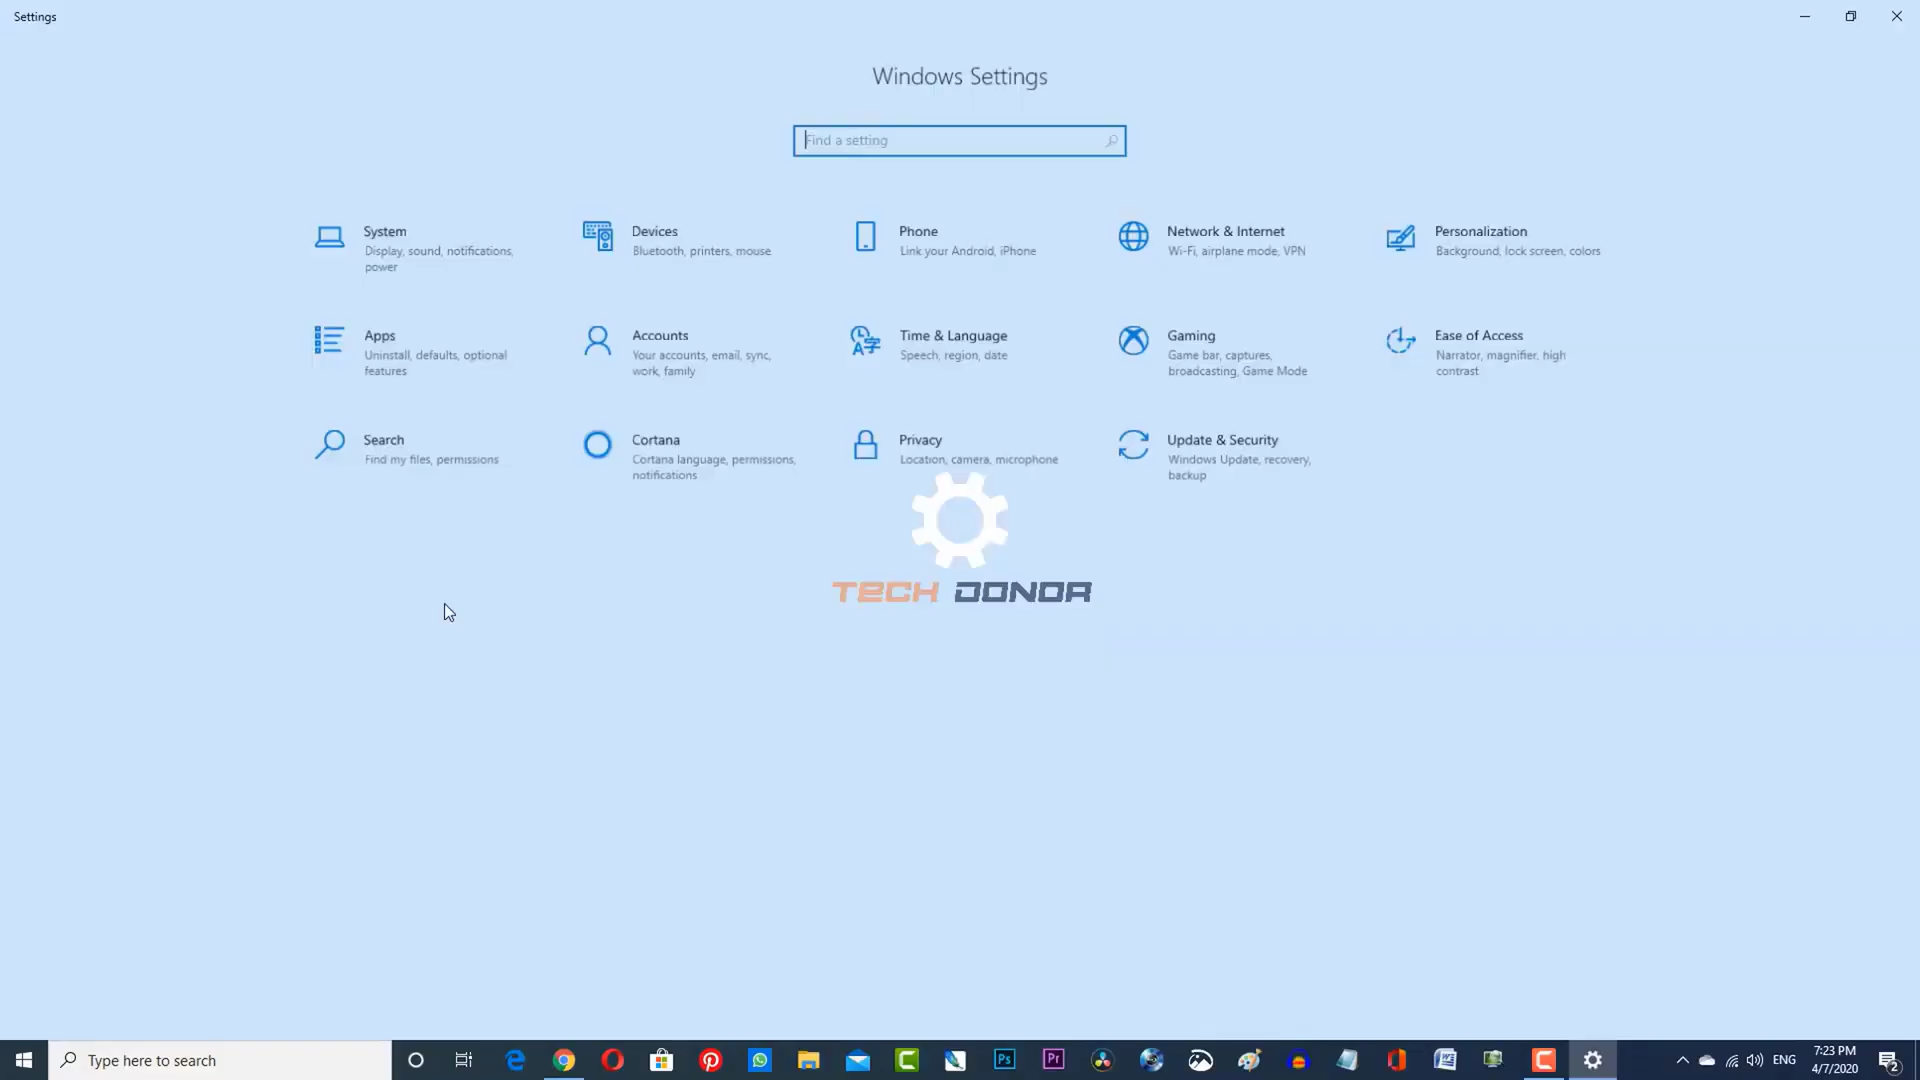 Settings
Windows Settings
Find a setting
System
Display, sound, notifications,
power
Devices
Bluetooth, printers, mouse
Phone
Link your Android, iPhone
Network & Internet
Wi-Fi, airplane mode, VPN
Personalization
Background, lock screen, colors
Apps
Uninstall, defaults, optional
features
Accounts
Your accounts, email, sync,
work, family
Time & Language
Speech, region, date
Gaming
Game bar, captures,
broadcasting, Game Mode
Ease of Access
Narrator, magnifier, high
contrast
Search
Find my files, permissions
Cortana
Cortana language, permissions,
notifications
Privacy
Location, camera, microphone
Update & Security
Windows Update, recovery,
backup
TECH DONOR
Type here to search
Ps
Pr
ENG
7:23 PM
4/7/2020
2